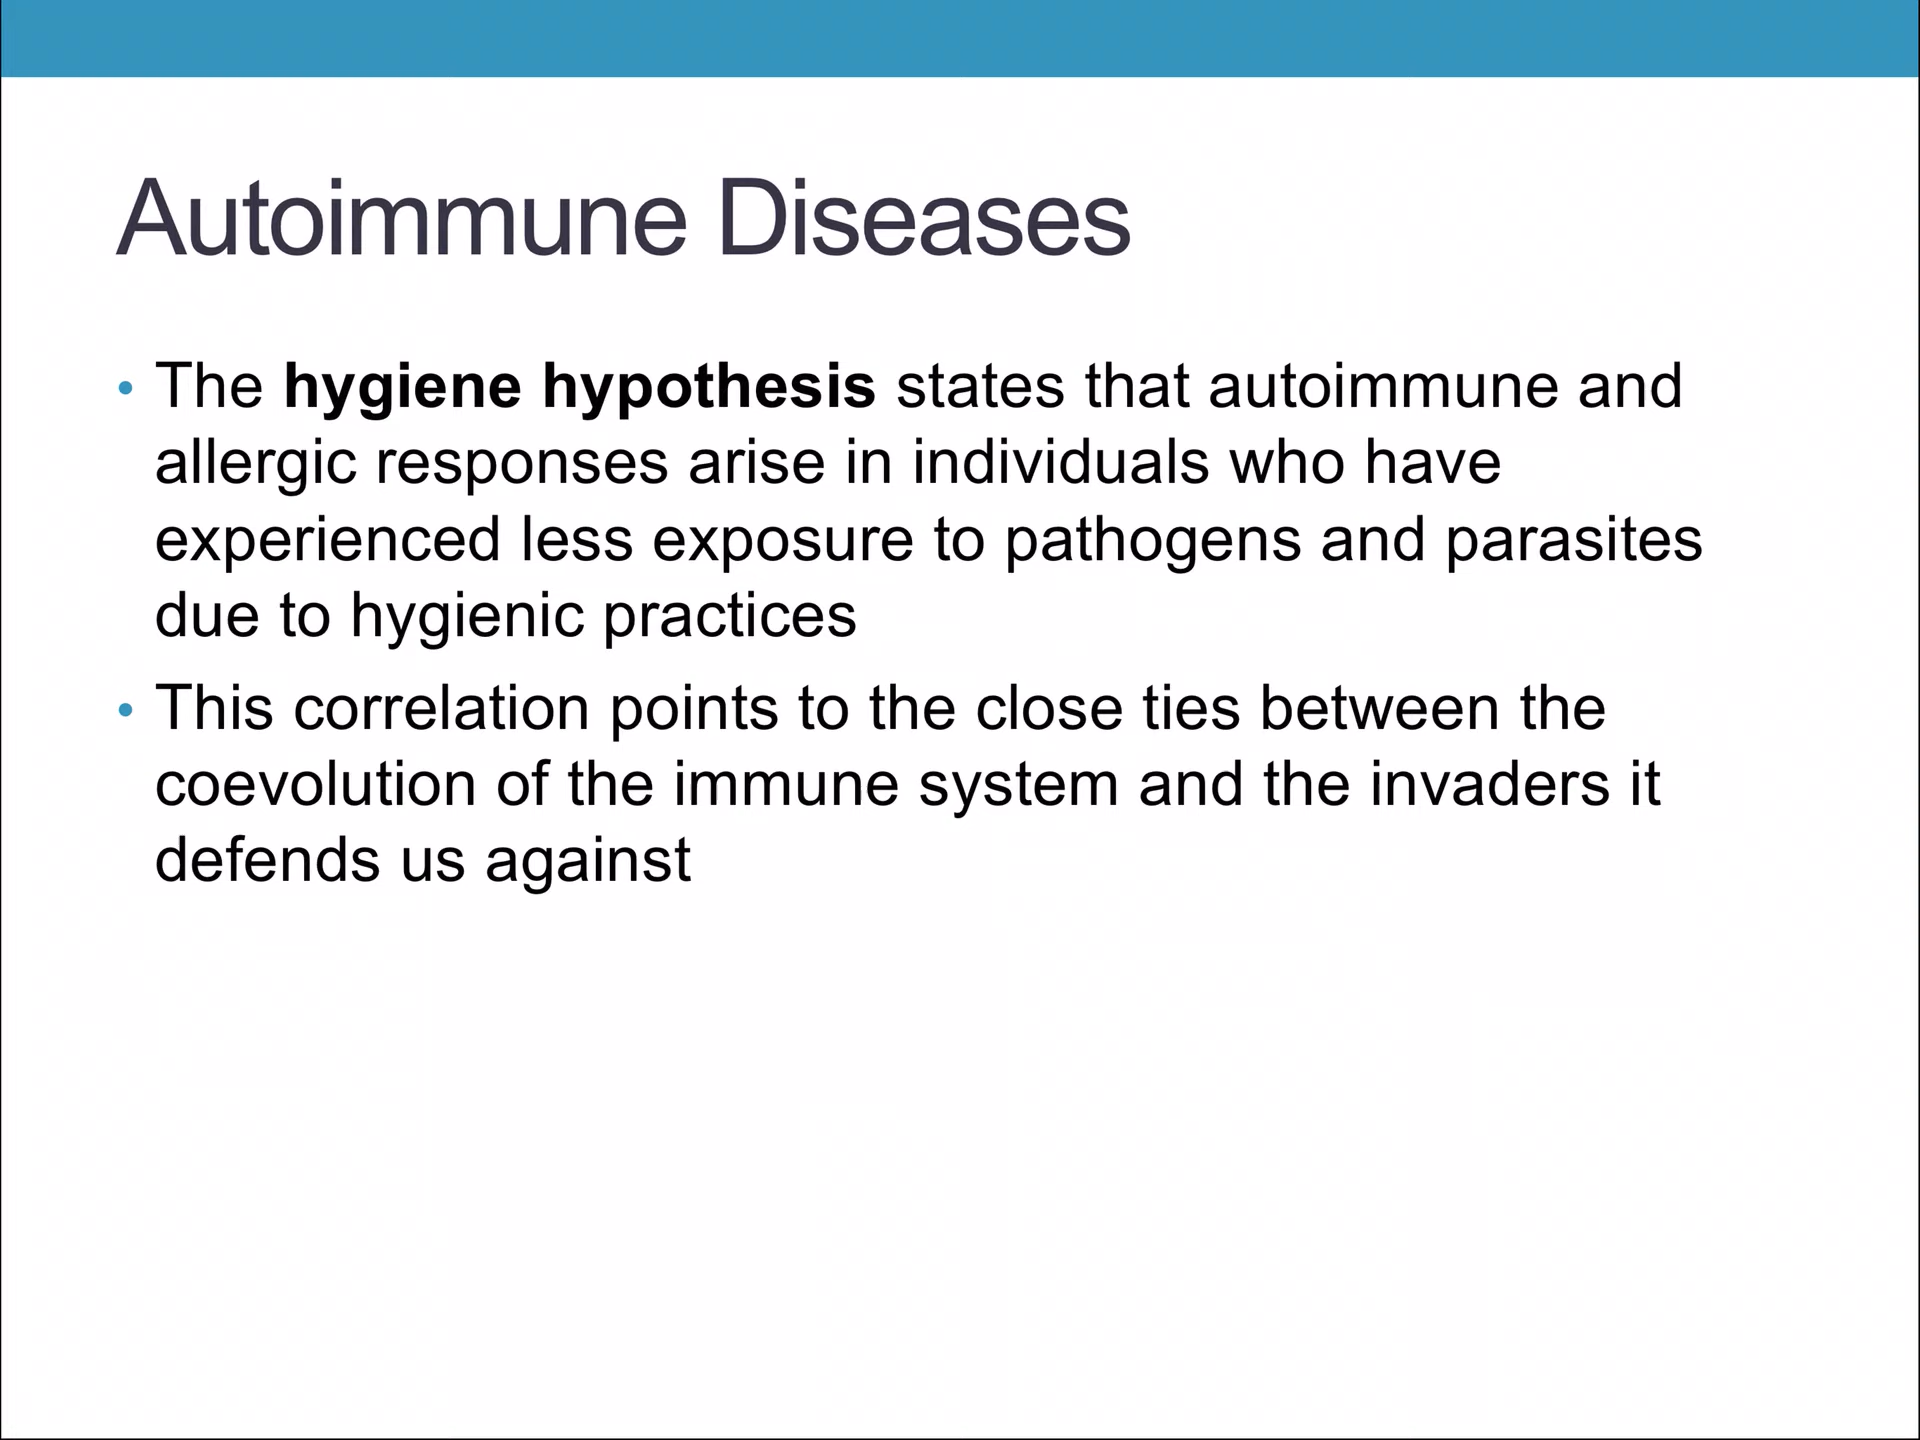 Autoimmune Diseases
• The hygiene hypothesis states that autoimmune and
allergic responses arise in individuals who have
experienced less exposure to pathogens and parasites
due to hygienic practices
• This correlation points to the close ties between the
coevolution of the immune system and the invaders it
defends us against